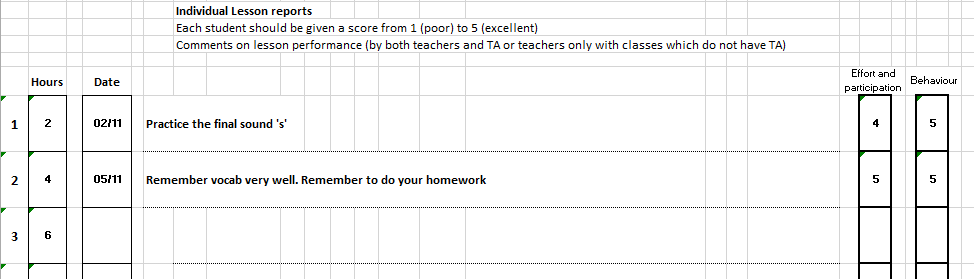 Individual Lesson reports
Each student should be given a score from 1 (poor) to 5 (excellent)
Comments on lesson performance (by both teachers and TA or teachers only with classes which do not have TA)
Hours Date Effort and participation Behaviour
1 2 02/11 Practice the final sound 's' 4 5
2 4 05/11 Remember vocab very well. Remember to do your homework 5 5
3 6